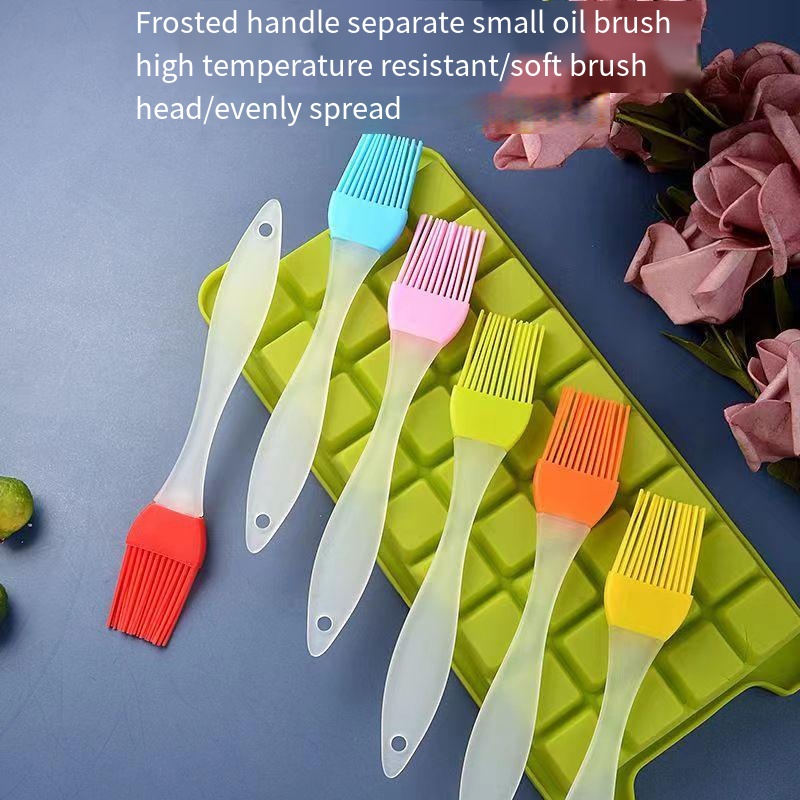 Frosted handle separate small oil brush
high temperature resistant/soft brush
head/evenly spread